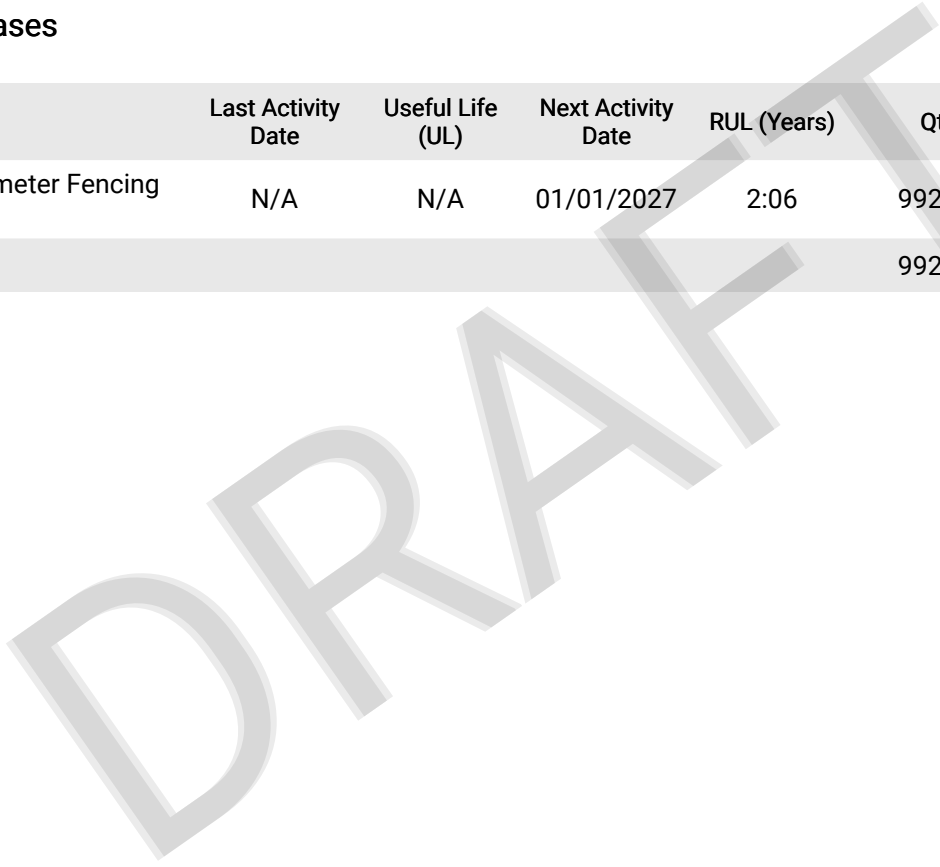 ases
Last Activity Date Useful Life (UL) Next Activity Date RUL (Years) Qt
meter Fencing N/A N/A 01/01/2027 2:06 992
992
DRAFT